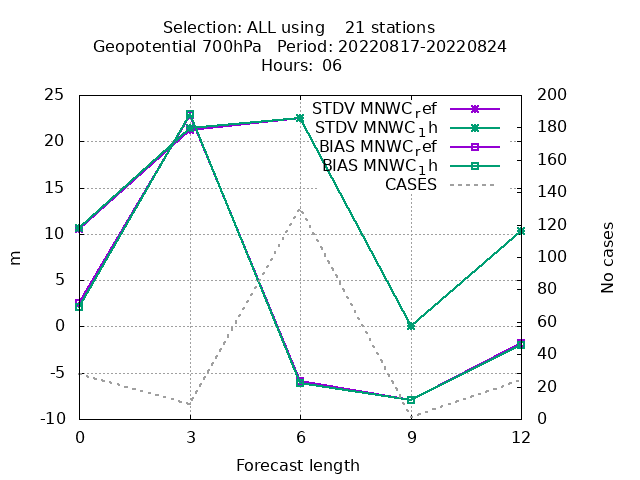 Selection: ALL using    21 stations
Geopotential 700hPa   Period: 20220817-20220824
Hours: 06
25
20
15
10
5
0
-5
-10
m
200
180
160
140
120
100
80
60
40
20
0
No cases
STDV MNWC_ref
STDV MNWC_1h
BIAS MNWC_ref
BIAS MNWC_1h
CASES
0 3 6 9 12
Forecast length